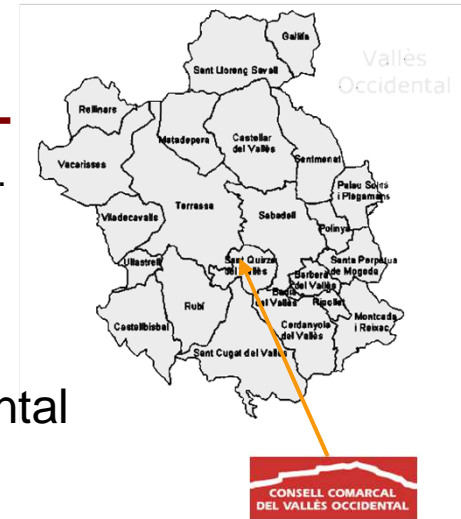 Gallifa
Vallès
Occidental
Sant Llorenç Savall
Rellinars
Matadepera
Castellar
del Vallès
Sentmenat
Vacarisses
Palau Solità
i Plegamans
Terrassa
Viladecavalls
Sabadell
Polinyà
Ullastrell
Sant Quirze
del Vallès
Santa Perpètua
de Mogoda
Barberà
del Vallès
Badia
del Vallès
Ripollet
Rubí
Castellbisbal
Cerdanyola
del Vallès
Montcada
i Reixac
Sant Cugat del Vallès
ntal
CONSELL COMARCAL
DEL VALLÈS OCCIDENTAL